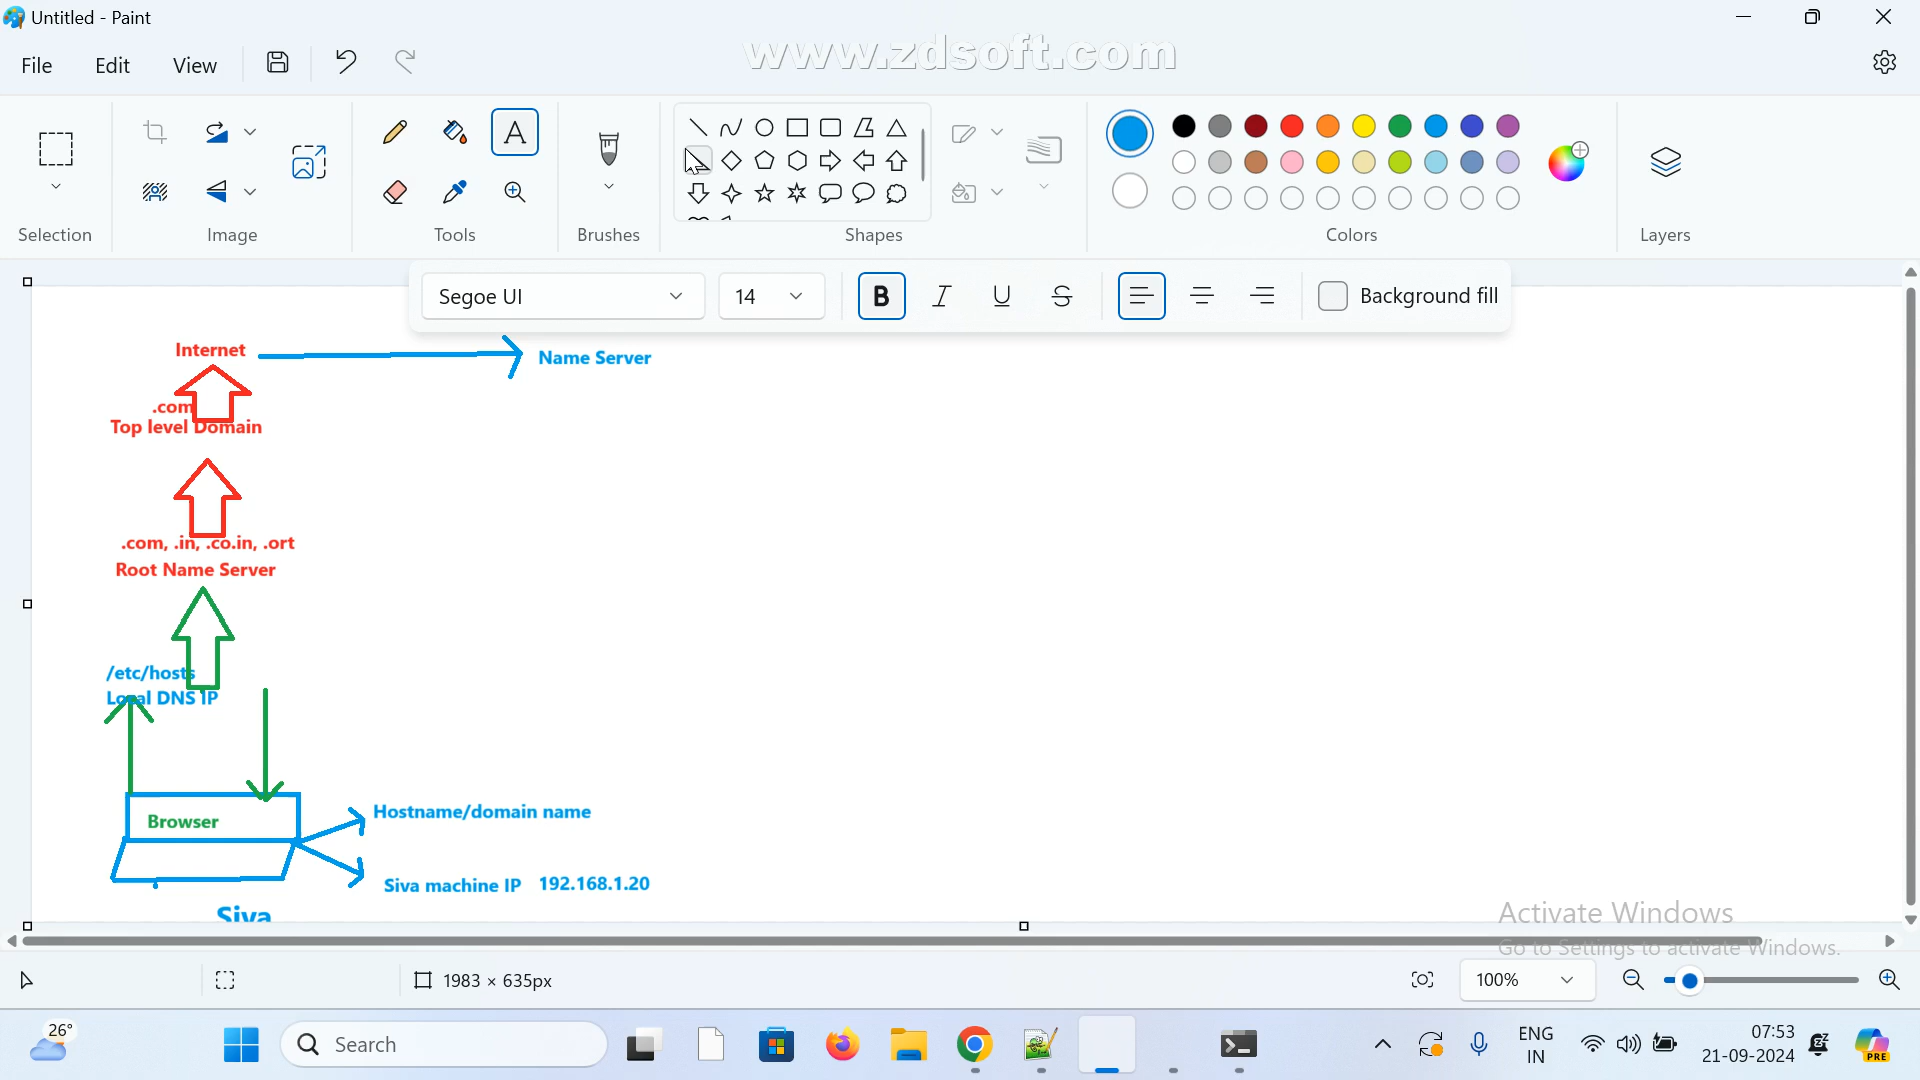 Untitled - Paint
www.zdsoft.com
File Edit View
A
Selection Image Tools Brushes Shapes Colors Layers
Segoe UI 14 B I U S Background fill
Internet Name Server
.com
Top level Domain
.com, .in, .co.in, .ort
Root Name Server
/etc/hosts
Local DNS IP
Hostname/domain name
Browser
Siva machine IP 192.168.1.20
Siva
Activate Windows
Go to Settings to activate Windows.
1983 × 635px 100%
26°
Search
ENG
IN
07:53
21-09-2024
PRE